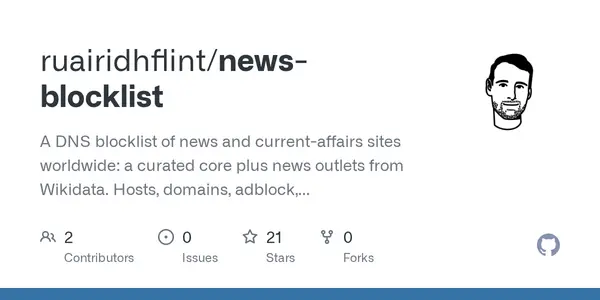 ruairidhflint/news-
blocklist
A DNS blocklist of news and current-affairs sites
worldwide: a curated core plus news outlets from
Wikidata. Hosts, domains, adblock,...
2 0 21 0
Contributors Issues Stars Forks